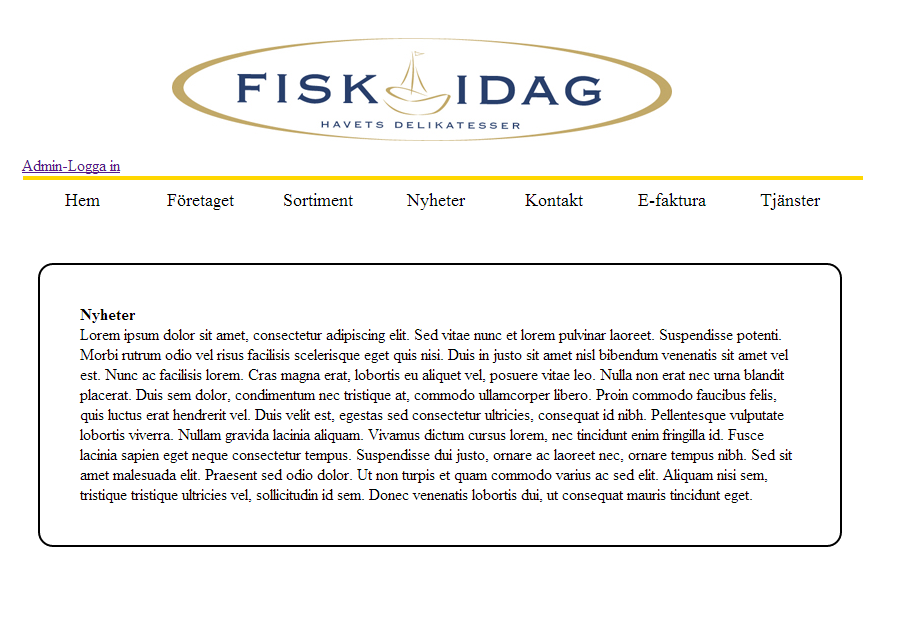 FISK IDAG
HAVETS DELIKATESSER
Admin-Logga in
Hem Företaget Sortiment Nyheter Kontakt E-faktura Tjänster
Nyheter
Lorem ipsum dolor sit amet, consectetur adipiscing elit. Sed vitae nunc et lorem pulvinar laoreet. Suspendisse potenti.
Morbi rutrum odio vel risus facilisis scelerisque eget quis nisi. Duis in justo sit amet nisl bibendum venenatis sit amet vel
est. Nunc ac facilisis lorem. Cras magna erat, lobortis eu aliquet vel, posuere vitae leo. Nulla non erat nec urna blandit
placerat. Duis sem dolor, condimentum nec tristique at, commodo ullamcorper libero. Proin commodo faucibus felis,
quis luctus erat hendrerit vel. Duis velit est, egestas sed consectetur ultricies, consequat id nibh. Pellentesque vulputate
lobortis viverra. Nullam gravida lacinia aliquam. Vivamus dictum cursus lorem, nec tincidunt enim fringilla id. Fusce
lacinia sapien eget neque consectetur tempus. Suspendisse dui justo, ornare ac laoreet nec, ornare tempus nibh. Sed sit
amet malesuada elit. Praesent sed odio dolor. Ut non turpis et quam commodo varius ac sed elit. Aliquam nisi sem,
tristique tristique ultricies vel, sollicitudin id sem. Donec venenatis lobortis dui, ut consequat mauris tincidunt eget.